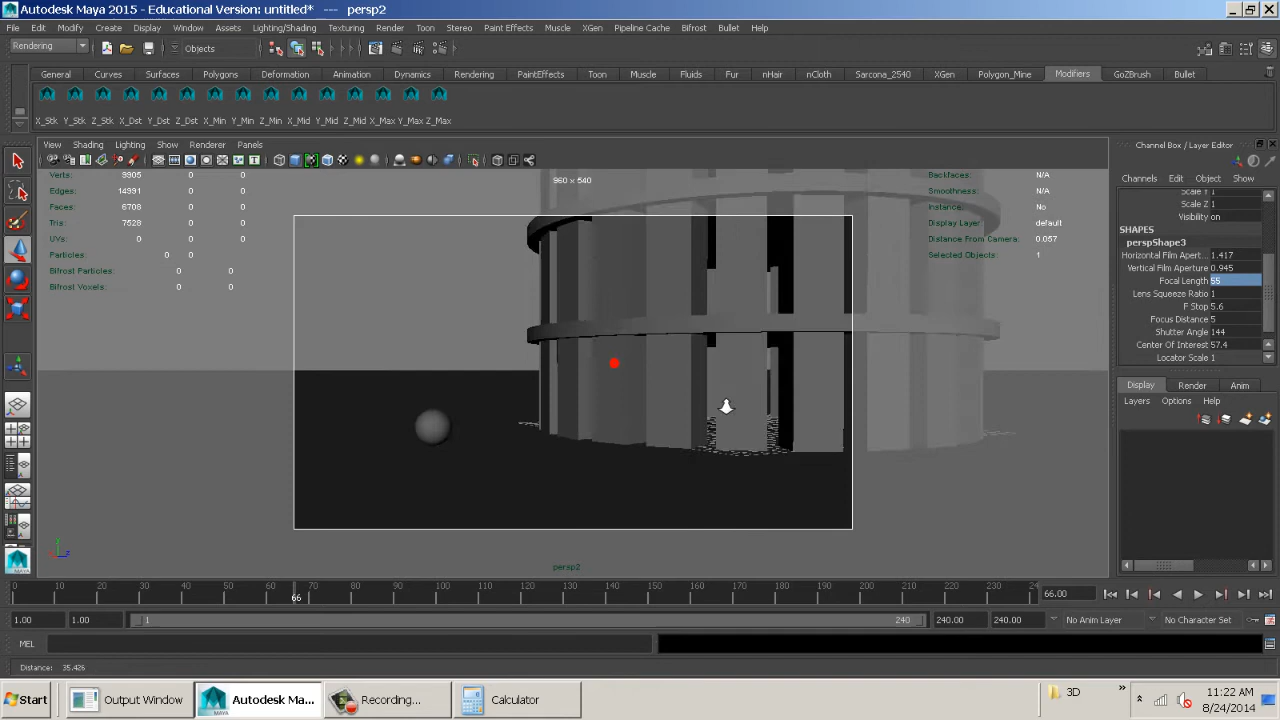 Autodesk Maya 2015 - Educational Version: untitled* --- persp2
File Edit Modify Create Display Window Assets Lighting/Shading Texturing Render Toon Stereo Paint Effects Muscle XGen Pipeline Cache Bifrost Bullet Help
Rendering Objects
General Curves Surfaces Polygons Deformation Animation Dynamics Rendering PaintEffects Toon Muscle Fluids Fur nHair nCloth Sarcona_2540 XGen Polygon_Mine Modifiers GoZBrush Bullet
X_Stk Y_Stk Z_Stk X_Dst Y_Dst Z_Dst X_Min Y_Min Z_Min X_Mid Y_Mid Z_Mid X_Max Y_Max Z_Max
View Shading Lighting Show Renderer Panels
Channel Box / Layer Editor
Channels Edit Object Show
Verts: 9905 0 0
Edges: 14991 0 0
Faces: 6708 0 0
Tris: 7528 0 0
UVs: 0 0 0
Particles: 0 0
Bifrost Particles: 0 0
Bifrost Voxels: 0 0
960 x 540
Backfaces: N/A
Smoothness: N/A
Instance: No
Display Layer: default
Distance From Camera: 0.057
Selected Objects: 1
Scale Y 1
Scale Z 1
Visibility on
SHAPES
perspShape3
Horizontal Film Apert... 1.417
Vertical Film Aperture 0.945
Focal Length 55
Lens Squeeze Ratio 1
F Stop 5.6
Focus Distance 5
Shutter Angle 144
Center Of Interest 57.4
Locator Scale 1
Display Render Anim
Layers Options Help
persp2
0 10 20 30 40 50 60 70 80 90 100 110 120 130 140 150 160 170 180 190 200 210 220 230 24
66
66.00
1.00 1.00 1 240 240.00 240.00 No Anim Layer No Character Set
MEL
Distance: 35.426
Start Output Window Autodesk Ma... Recording... Calculator 3D » 11:22 AM
8/24/2014